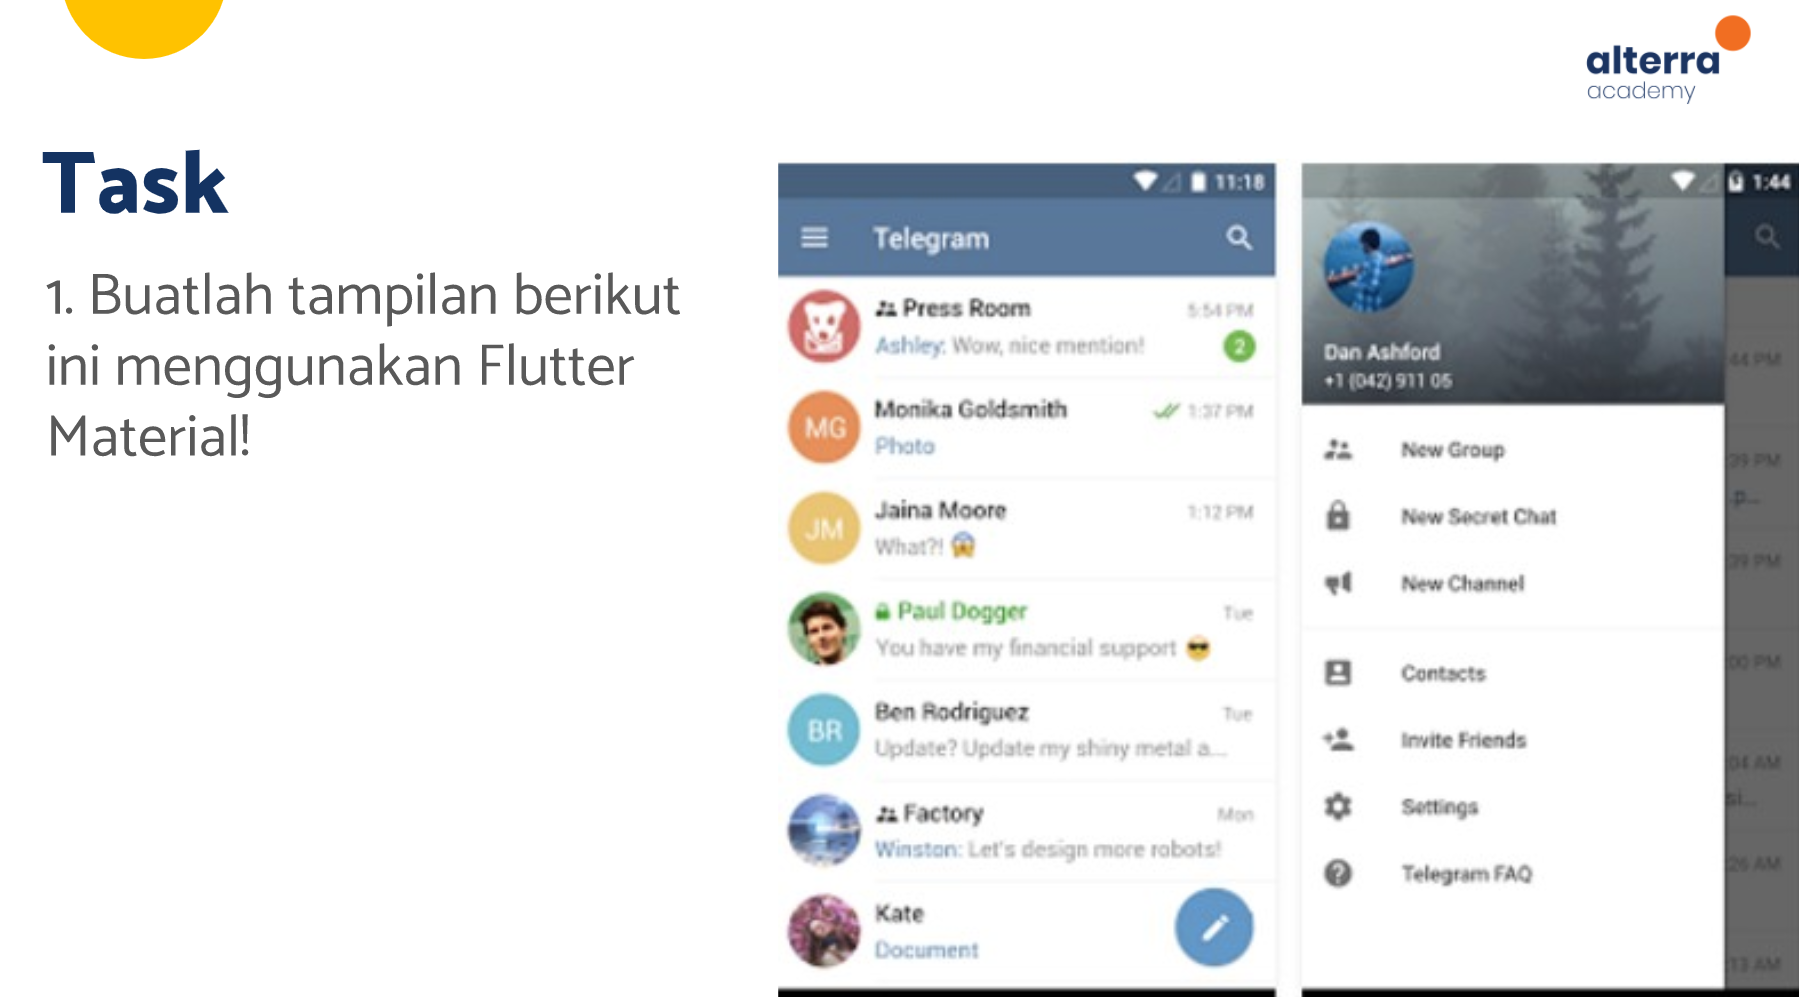 alterra
academy
Task
1. Buatlah tampilan berikut
ini menggunakan Flutter
Material!
11:18
Telegram
Press Room 5:54 PM
Ashley: Wow, nice mention! 2
MG Monika Goldsmith 1:37 PM
Photo
JM Jaina Moore 1:12 PM
What?! 😱
Paul Dogger Tue
You have my financial support 😎
BR Ben Rodriguez Tue
Update? Update my shiny metal a...
Factory Mon
Winston: Let's design more robots!
Kate
Document
1:44
Dan Ashford
+1 (042) 911 05
New Group
New Secret Chat
New Channel
Contacts
Invite Friends
Settings
Telegram FAQ
44 PM
39 PM
p...
39 PM
:00 PM
04 AM
si...
26 AM
13 AM